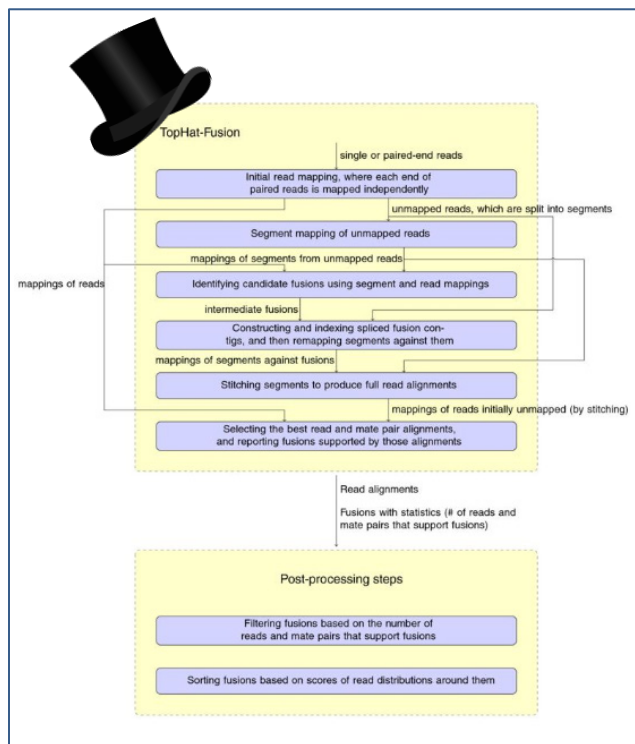 TopHat-Fusion
single or paired-end reads
Initial read mapping, where each end of
paired reads is mapped independently
unmapped reads, which are split into segments
Segment mapping of unmapped reads
mappings of segments from unmapped reads
mappings of reads
Identifying candidate fusions using segment and read mappings
intermediate fusions
Constructing and indexing spliced fusion con-
tigs, and then remapping segments against them
mappings of segments against fusions
Stitching segments to produce full read alignments
mappings of reads initially unmapped (by stitching)
Selecting the best read and mate pair alignments,
and reporting fusions supported by those alignments
Read alignments
Fusions with statistics (# of reads and
mate pairs that support fusions)
Post-processing steps
Filtering fusions based on the number of
reads and mate pairs that support fusions
Sorting fusions based on scores of read distributions around them